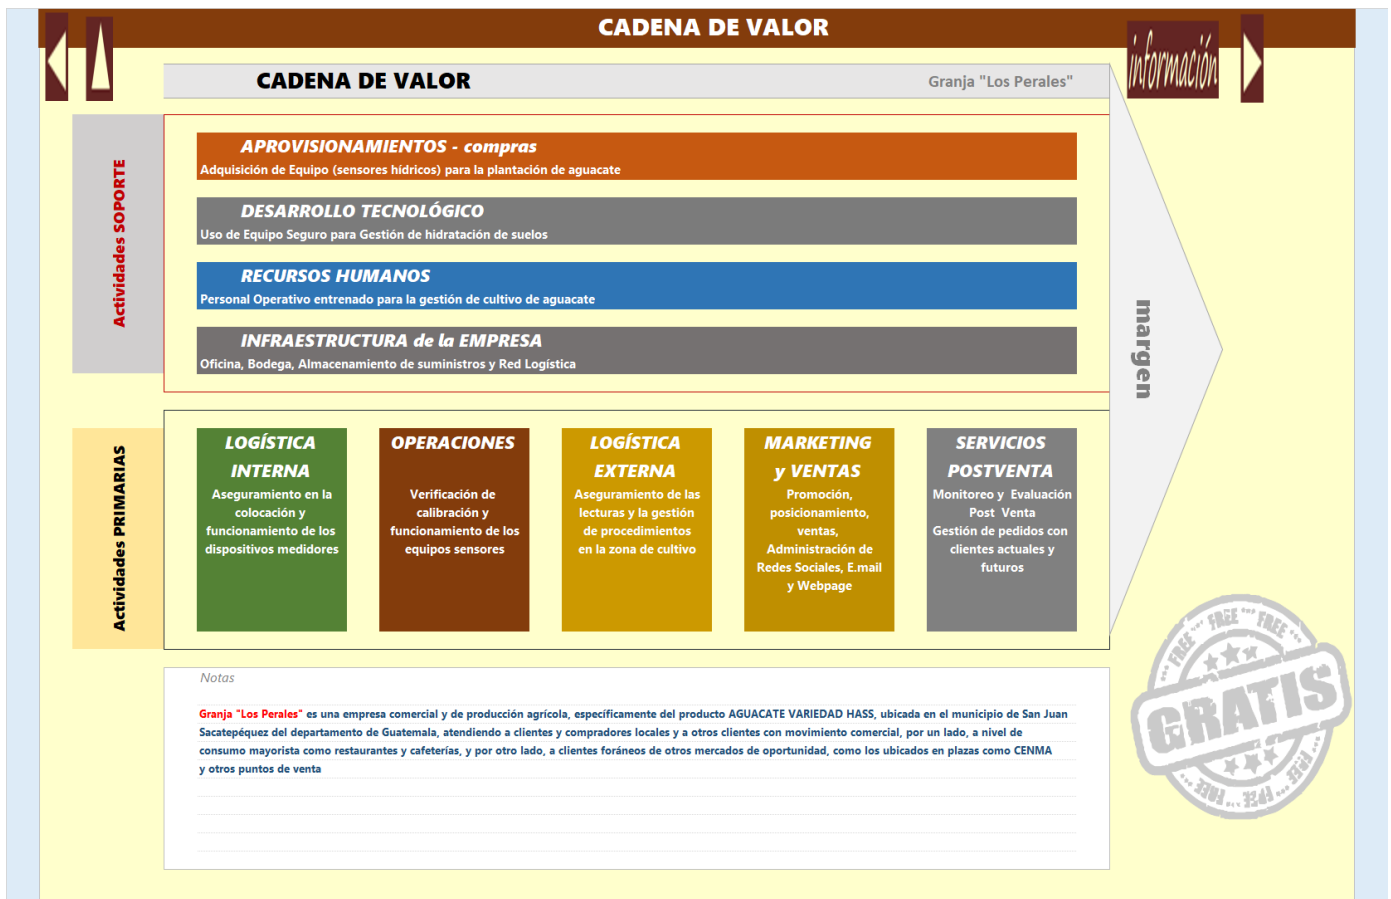 CADENA DE VALOR
información
CADENA DE VALOR
Granja "Los Perales"
Actividades SOPORTE
APROVISIONAMIENTOS - compras
Adquisición de Equipo (sensores hídricos) para la plantación de aguacate
DESARROLLO TECNOLÓGICO
Uso de Equipo Seguro para Gestión de hidratación de suelos
RECURSOS HUMANOS
Personal Operativo entrenado para la gestión de cultivo de aguacate
INFRAESTRUCTURA de la EMPRESA
Oficina, Bodega, Almacenamiento de suministros y Red Logística
margen
Actividades PRIMARIAS
LOGÍSTICA
INTERNA
Aseguramiento en la
colocación y
funcionamiento de los
dispositivos medidores
OPERACIONES
Verificación de
calibración y
funcionamiento de los
equipos sensores
LOGÍSTICA
EXTERNA
Aseguramiento de las
lecturas y la gestión
de procedimientos
en la zona de cultivo
MARKETING
y VENTAS
Promoción,
posicionamiento,
ventas,
Administración de
Redes Sociales, E.mail
y Webpage
SERVICIOS
POSTVENTA
Monitoreo y Evaluación
Post Venta
Gestión de pedidos con
clientes actuales y
futuros
Notas
Granja "Los Perales" es una empresa comercial y de producción agrícola, específicamente del producto AGUACATE VARIEDAD HASS, ubicada en el municipio de San Juan
Sacatepéquez del departamento de Guatemala, atendiendo a clientes y compradores locales y a otros clientes con movimiento comercial, por un lado, a nivel de
consumo mayorista como restaurantes y cafeterías, y por otro lado, a clientes foráneos de otros mercados de oportunidad, como los ubicados en plazas como CENMA
y otros puntos de venta
FREE ... FREE ... FREE ... FREE
GRATIS
FREE ... FREE ... FREE